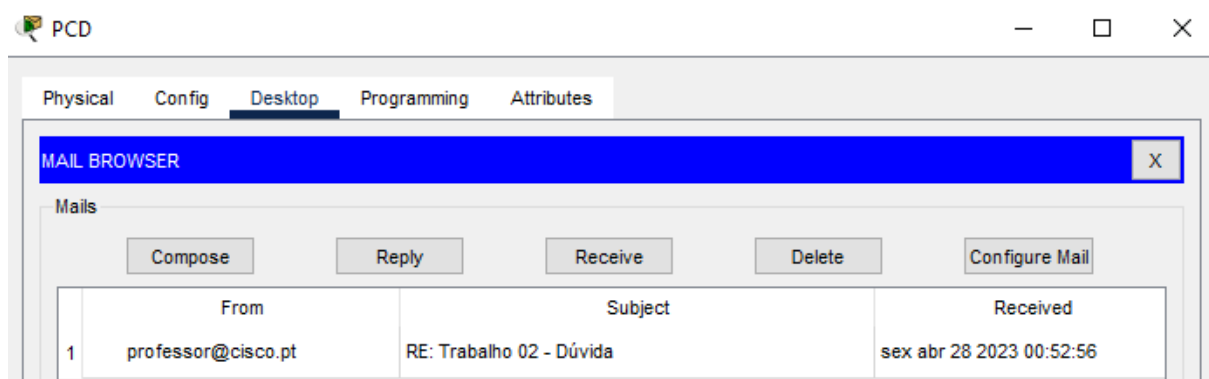 PCD
Physical Config Desktop Programming Attributes
MAIL BROWSER X
Mails
Compose Reply Receive Delete Configure Mail
From Subject Received
1 professor@cisco.pt RE: Trabalho 02 - Dúvida sex abr 28 2023 00:52:56